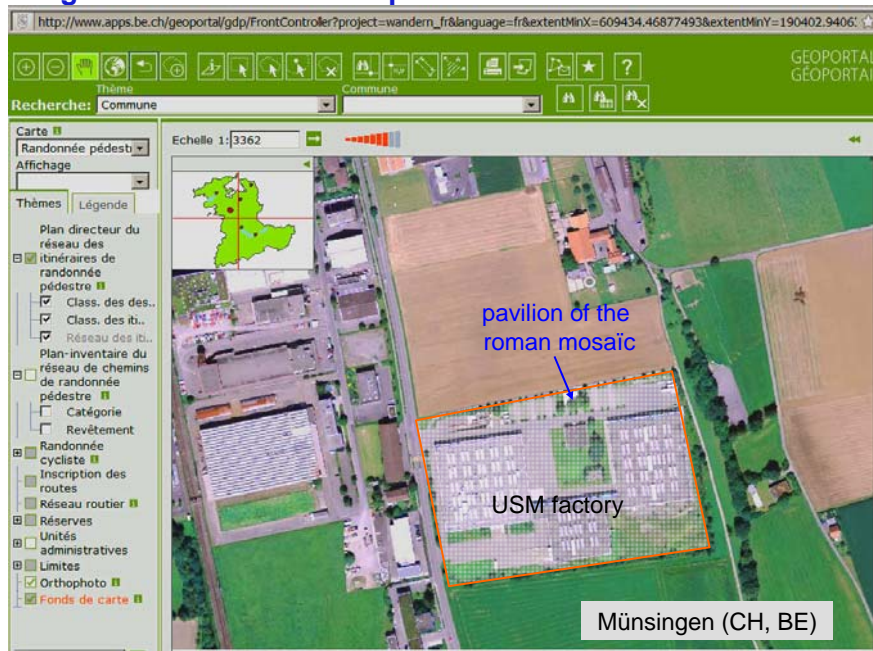 http://www.apps.be.ch/geoportal/gdp/FrontController?project=wandern_fr&language=fr&extentMinX=609434.46877493&extentMinY=190402.9406
GEOPORTAL
GÉOPORTAI
Thème
Commune
Recherche:
Commune
Carte
Randonnée pédest
Affichage
Thèmes
Légende
Echelle 1:
3362
Plan directeur du
réseau des
itinéraires de
randonnée
pédestre
Class. des des..
Class. des iti..
Réseau des iti..
Plan-inventaire du
réseau de chemins
de randonnée
pédestre
Catégorie
Revêtement
Randonnée
cycliste
Inscription des
routes
Réseau routier
Réserves
Unités
administratives
Limites
Orthophoto
Fonds de carte
pavilion of the
roman mosaïc
USM factory
Münsingen (CH, BE)